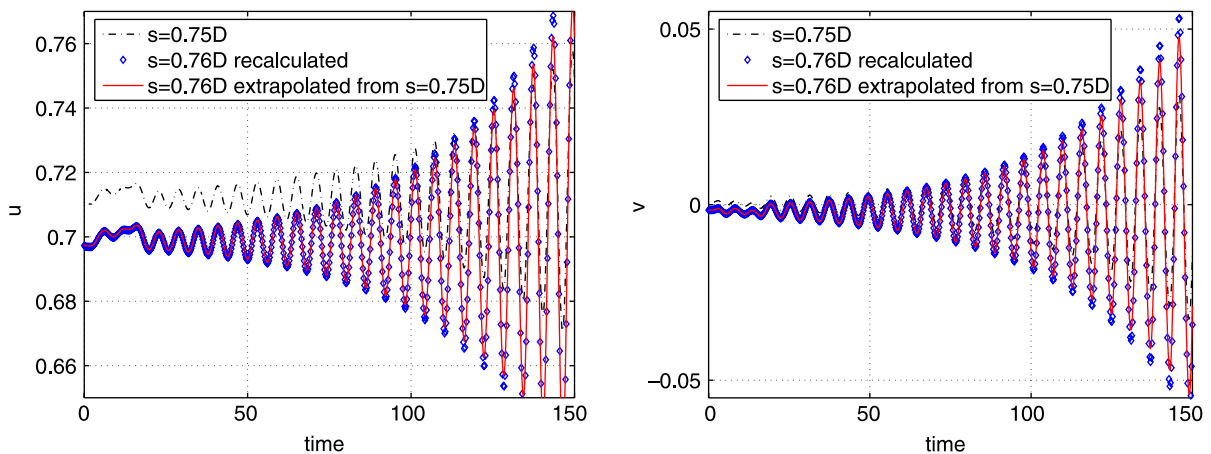 s=0.75D
s=0.76D recalculated
s=0.76D extrapolated from s=0.75D
0.76
0.74
0.72
0.7
0.68
0.66
u
0
50
100
150
time
s=0.75D
s=0.76D recalculated
s=0.76D extrapolated from s=0.75D
0.05
0
−0.05
v
0
50
100
150
time